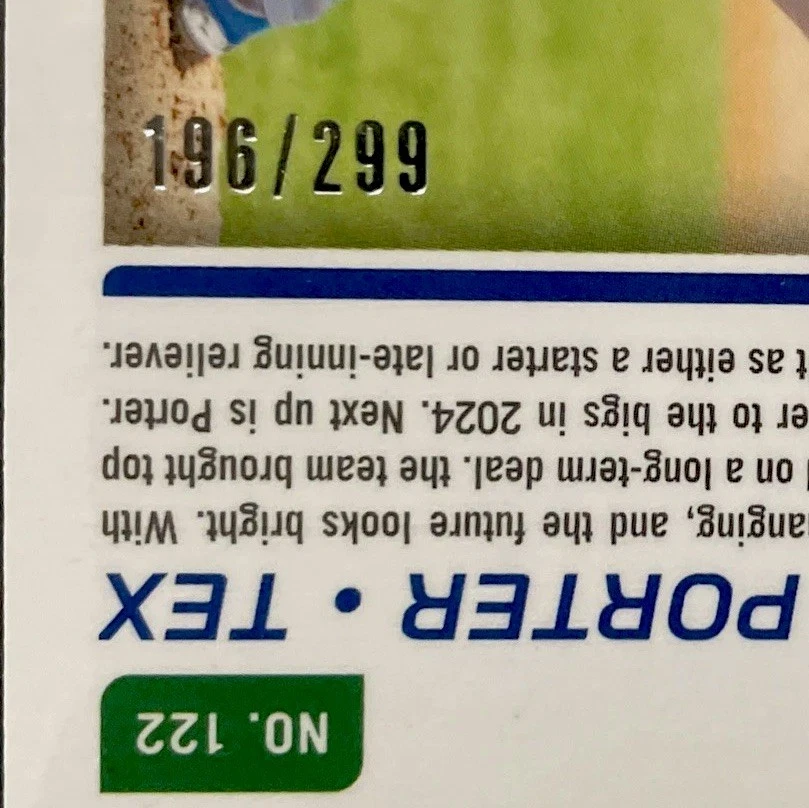 196/299
NO. 122
PORTER • TEX
anging, and the future looks bright. With
on a long-term deal, the team brought top
er to the bigs in 2024. Next up is Porter.
t as either a starter or late-inning reliever.